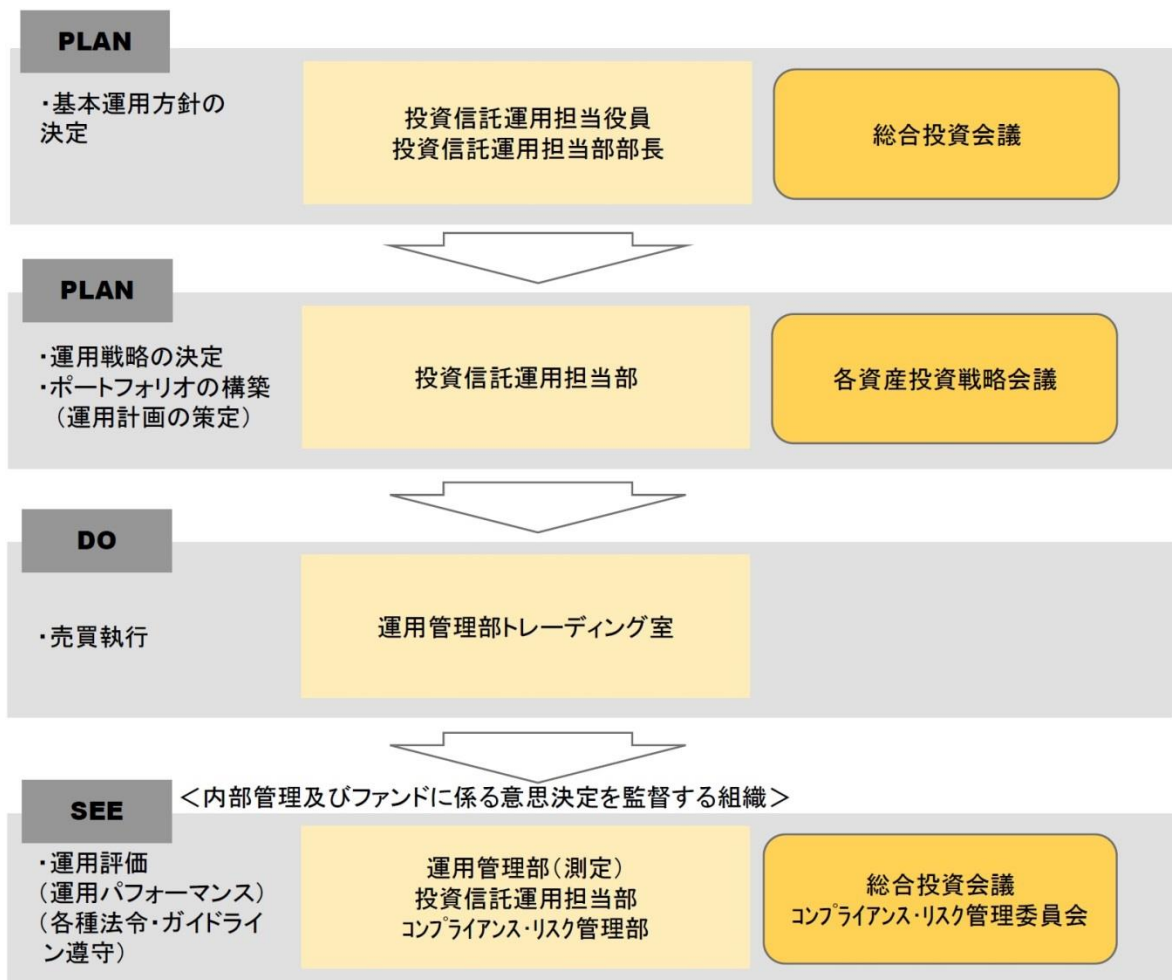 PLAN
・基本運用方針の
決定
投資信託運用担当役員
投資信託運用担当部部長
総合投資会議
PLAN
・運用戦略の決定
・ポートフォリオの構築
（運用計画の策定）
投資信託運用担当部
各資産投資戦略会議
DO
・売買執行
運用管理部トレーディング室
＜内部管理及びファンドに係る意思決定を監督する組織＞
SEE
・運用評価
（運用パフォーマンス）
（各種法令・ガイドライ
ン遵守）
運用管理部（測定）
投資信託運用担当部
ｺﾝﾌﾟﾗｲｱﾝｽ・ﾘｽｸ管理部
総合投資会議
ｺﾝﾌﾟﾗｲｱﾝｽ・ﾘｽｸ管理委員会